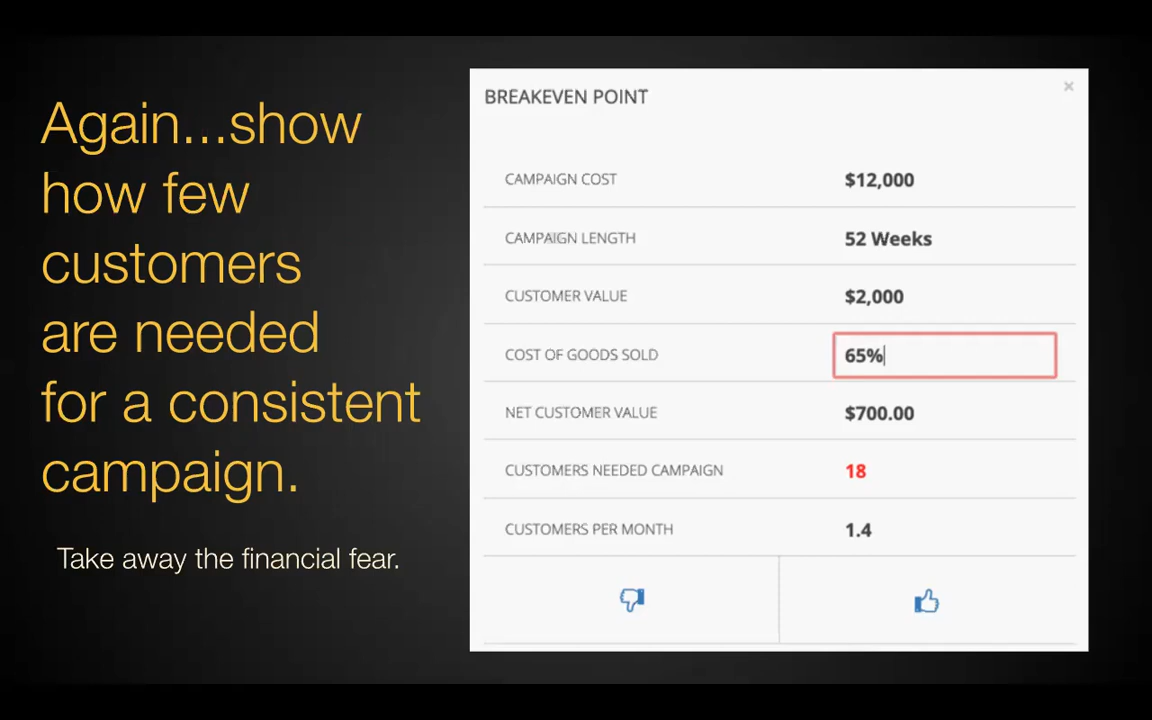 Again...show
how few
customers
are needed
for a consistent
campaign.
Take away the financial fear.
BREAKEVEN POINT
×
CAMPAIGN COST $12,000
CAMPAIGN LENGTH 52 Weeks
CUSTOMER VALUE $2,000
COST OF GOODS SOLD 65%
NET CUSTOMER VALUE $700.00
CUSTOMERS NEEDED CAMPAIGN 18
CUSTOMERS PER MONTH 1.4